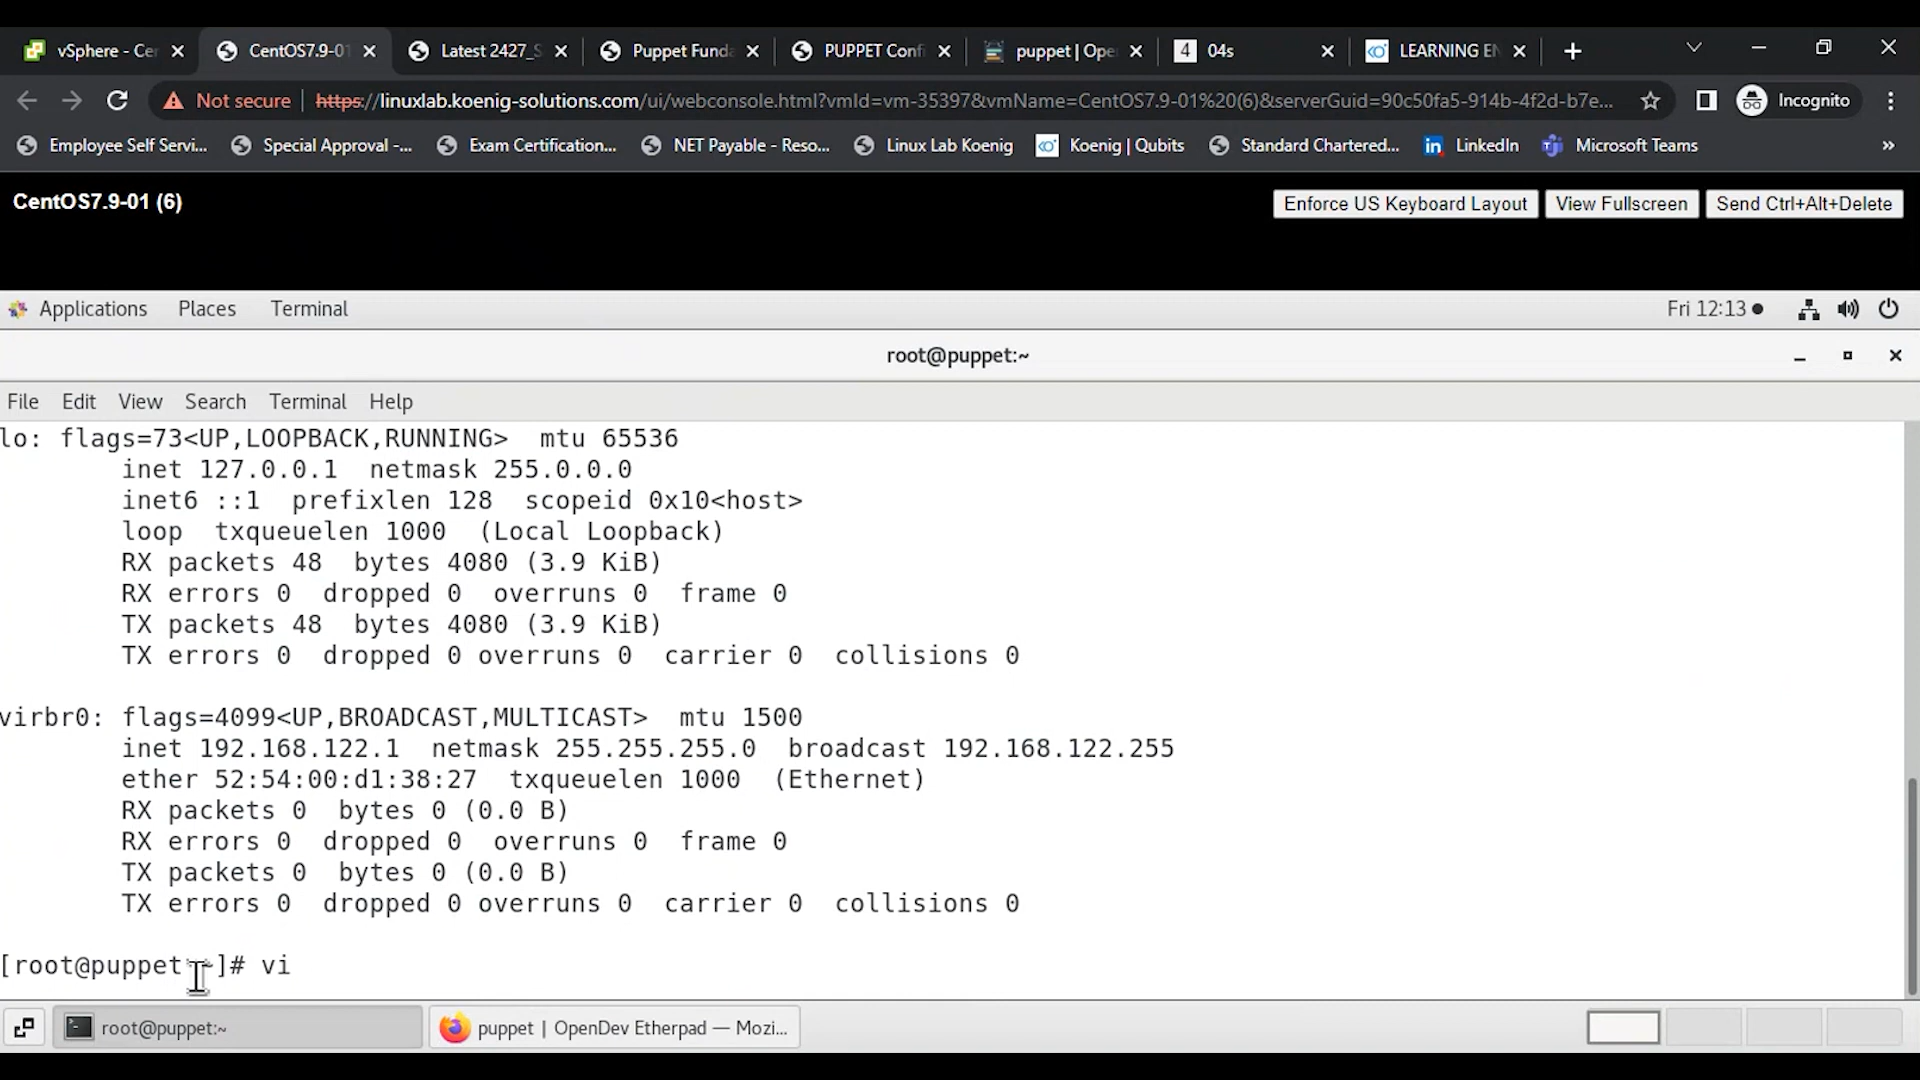 vSphere - Cen
CentOS7.9-01
Latest 2427_S
Puppet Funda
PUPPET Confi
puppet | Ope
4 04s
LEARNING EN
Not secure https://linuxlab.koenig-solutions.com/ui/webconsole.html?vmId=vm-35397&vmName=CentOS7.9-01%20(6)&serverGuid=90c50fa5-914b-4f2d-b7e... Incognito
Employee Self Servi... Special Approval -... Exam Certification... NET Payable - Reso... Linux Lab Koenig Koenig | Qubits Standard Chartered... LinkedIn Microsoft Teams »
CentOS7.9-01 (6) Enforce US Keyboard Layout View Fullscreen Send Ctrl+Alt+Delete
Applications Places Terminal Fri 12:13
root@puppet:~
File Edit View Search Terminal Help
lo: flags=73<UP,LOOPBACK,RUNNING>  mtu 65536
inet 127.0.0.1  netmask 255.0.0.0
inet6 ::1  prefixlen 128  scopeid 0x10<host>
loop  txqueuelen 1000  (Local Loopback)
RX packets 48  bytes 4080 (3.9 KiB)
RX errors 0  dropped 0  overruns 0  frame 0
TX packets 48  bytes 4080 (3.9 KiB)
TX errors 0  dropped 0 overruns 0  carrier 0  collisions 0
virbr0: flags=4099<UP,BROADCAST,MULTICAST>  mtu 1500
inet 192.168.122.1  netmask 255.255.255.0  broadcast 192.168.122.255
ether 52:54:00:d1:38:27  txqueuelen 1000  (Ethernet)
RX packets 0  bytes 0 (0.0 B)
RX errors 0  dropped 0  overruns 0  frame 0
TX packets 0  bytes 0 (0.0 B)
TX errors 0  dropped 0 overruns 0  carrier 0  collisions 0
[root@puppet ~]# vi
root@puppet:~ puppet | OpenDev Etherpad — Mozi...